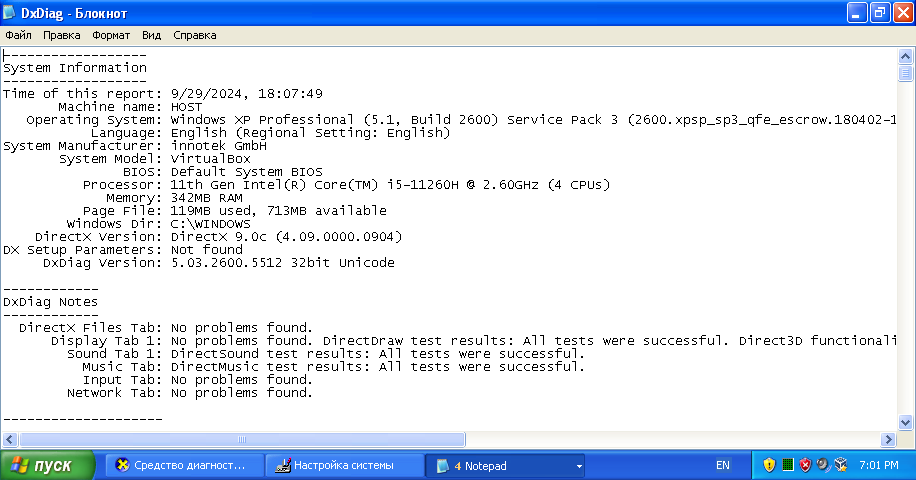 DxDiag - Блокнот
Файл Правка Формат Вид Справка
------------------
System Information
------------------
Time of this report: 9/29/2024, 18:07:49
Machine name: HOST
Operating System: Windows XP Professional (5.1, Build 2600) Service Pack 3 (2600.xpsp_sp3_qfe_escrow.180402-1
Language: English (Regional Setting: English)
System Manufacturer: innotek GmbH
System Model: VirtualBox
BIOS: Default System BIOS
Processor: 11th Gen Intel(R) Core(TM) i5-11260H @ 2.60GHz (4 CPUs)
Memory: 342MB RAM
Page File: 119MB used, 713MB available
Windows Dir: C:\WINDOWS
DirectX Version: DirectX 9.0c (4.09.0000.0904)
DX Setup Parameters: Not found
DxDiag Version: 5.03.2600.5512 32bit Unicode
------------
DxDiag Notes
------------
DirectX Files Tab: No problems found.
Display Tab 1: No problems found. DirectDraw test results: All tests were successful. Direct3D functionali
Sound Tab 1: DirectSound test results: All tests were successful.
Music Tab: DirectMusic test results: All tests were successful.
Input Tab: No problems found.
Network Tab: No problems found.
--------------------
пуск Средство диагност... Настройка системы 4 Notepad EN 7:01 PM